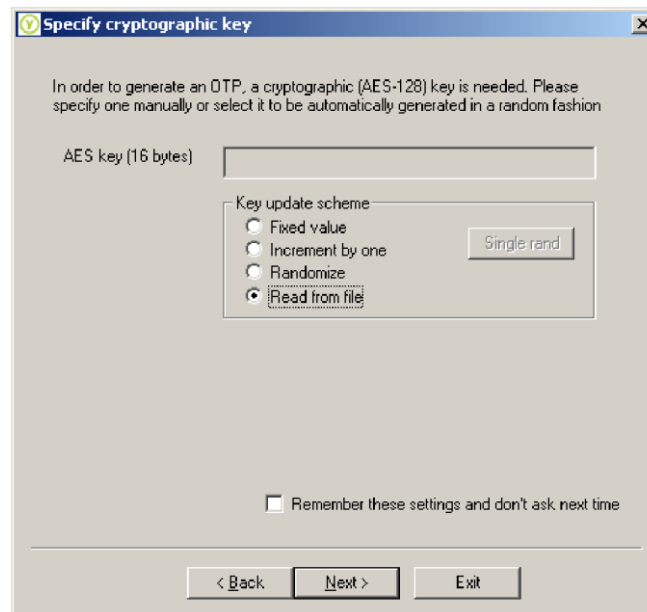 Specify cryptographic key
In order to generate an OTP, a cryptographic (AES-128) key is needed. Please
specify one manually or select it to be automatically generated in a random fashion
AES key (16 bytes)
Key update scheme
Fixed value
Increment by one
Single rand
Randomize
Read from file
Remember these settings and don't ask next time
< Back
Next >
Exit